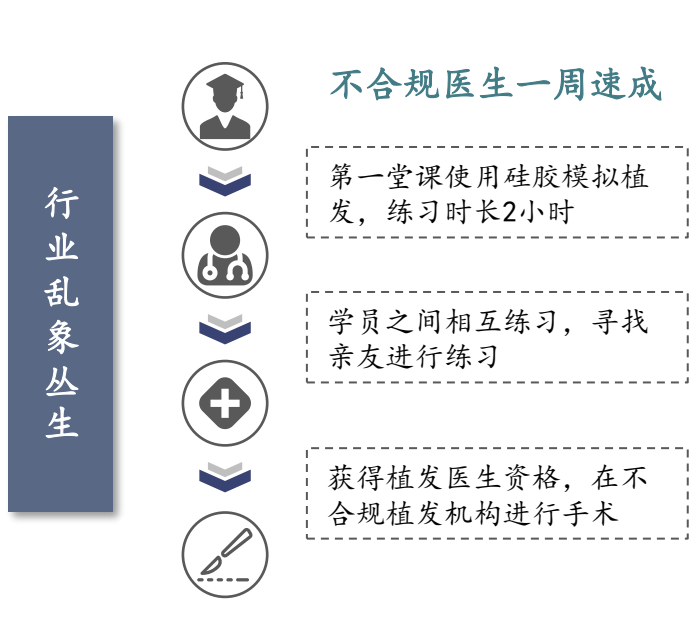 行业乱象丛生
不合规医生一周速成
第一堂课使用硅胶模拟植
发，练习时长2小时
学员之间相互练习，寻找
亲友进行练习
获得植发医生资格，在不
合规植发机构进行手术